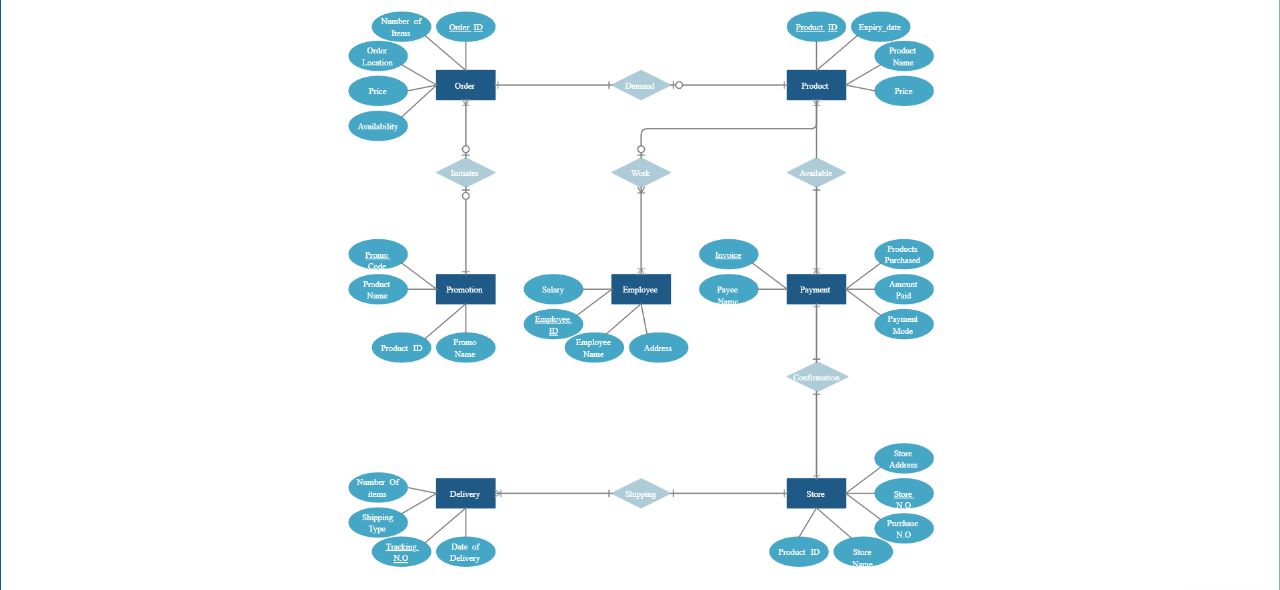 Number of
Items
Order ID
Product ID
Expiry_date
Order
Location
Product
Name
Order
Demand
Product
Price
Price
Availability
Initiates
Work
Available
Promo
Code
Invoice
Products
Purchased
Product
Name
Promotion
Salary
Employee
Payee
Name
Payment
Amount
Paid
Employee
ID
Payment
Mode
Product ID
Promo
Name
Employee
Name
Address
Confirmation
Store
Address
Number Of
items
Delivery
Shipping
Store
Store
N.O
Shipping
Type
Purchase
N.O
Tracking
N.O
Date of
Delivery
Product ID
Store
Name